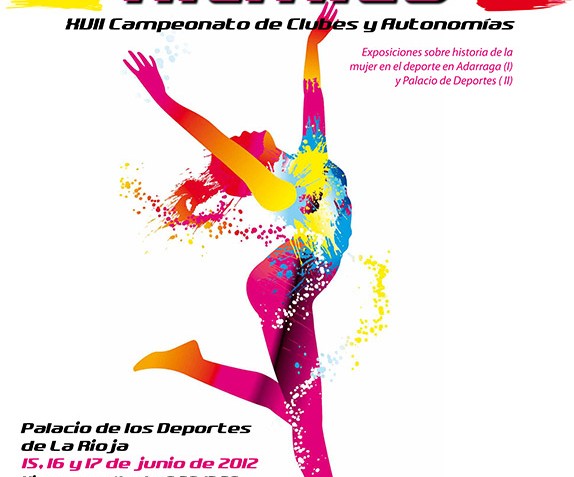 XVII Campeonato de Clubes y Autonomías
Exposiciones sobre historia de la
mujer en el deporte en Adarraga (I)
y Palacio de Deportes ( II)
Palacio de los Deportes
de La Rioja
15, 16 y 17 de junio de 2012